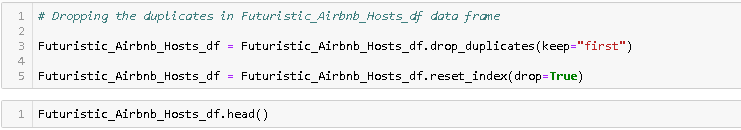 1 # Dropping the duplicates in Futuristic_Airbnb_Hosts_df data frame
2
3 Futuristic_Airbnb_Hosts_df = Futuristic_Airbnb_Hosts_df.drop_duplicates(keep="first")
4
5 Futuristic_Airbnb_Hosts_df = Futuristic_Airbnb_Hosts_df.reset_index(drop=True)
1 Futuristic_Airbnb_Hosts_df.head()